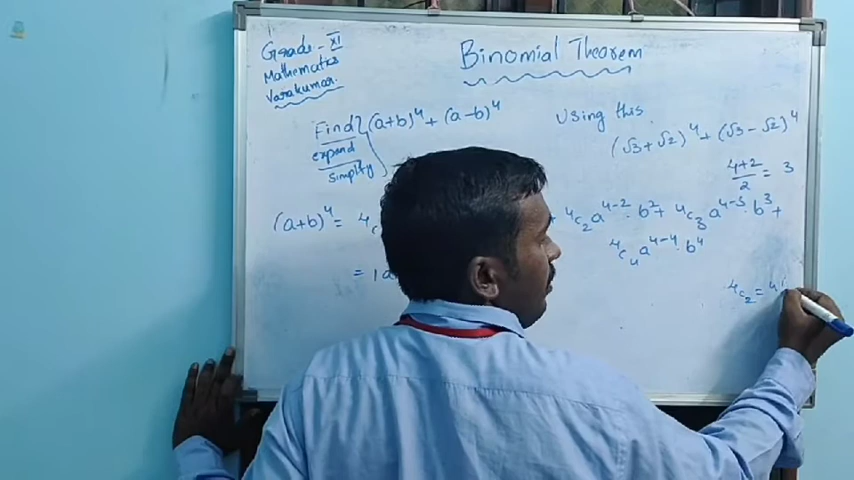 Grade - XI
Mathematics
Varakumar.
Binomial Theorem
Find? (a+b)⁴ + (a-b)⁴
expand
simplify
Using this
(√3+√2)⁴ + (√3-√2)⁴
4+2/2 = 3
(a+b)⁴ = ⁴C
⁴C₂ a⁴⁻² . b² + ⁴C₃ a⁴⁻³ b³ +
⁴C₄ a⁴⁻⁴ . b⁴
= 1 a
⁴C₂ = 4